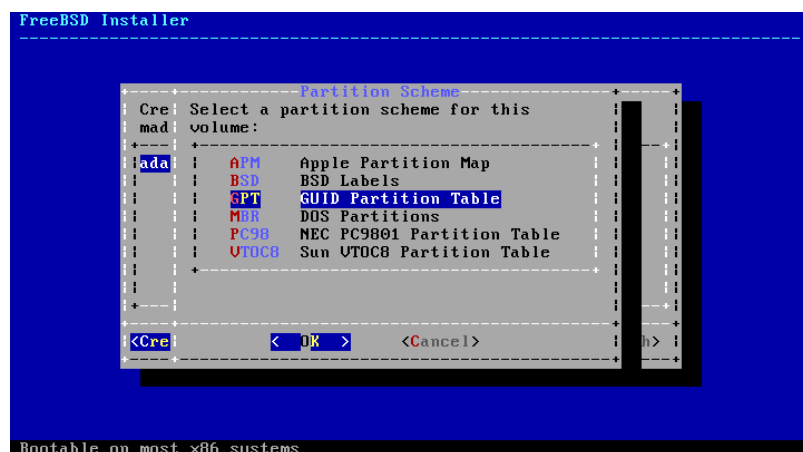 FreeBSD Installer
Partition Scheme
Cre Select a partition scheme for this
mad volume:
ada APM Apple Partition Map
BSD BSD Labels
GPT GUID Partition Table
MBR DOS Partitions
PC98 NEC PC9801 Partition Table
VTOC8 Sun VTOC8 Partition Table
<Cre < OK > <Cancel> h>
Bootable on most x86 systems